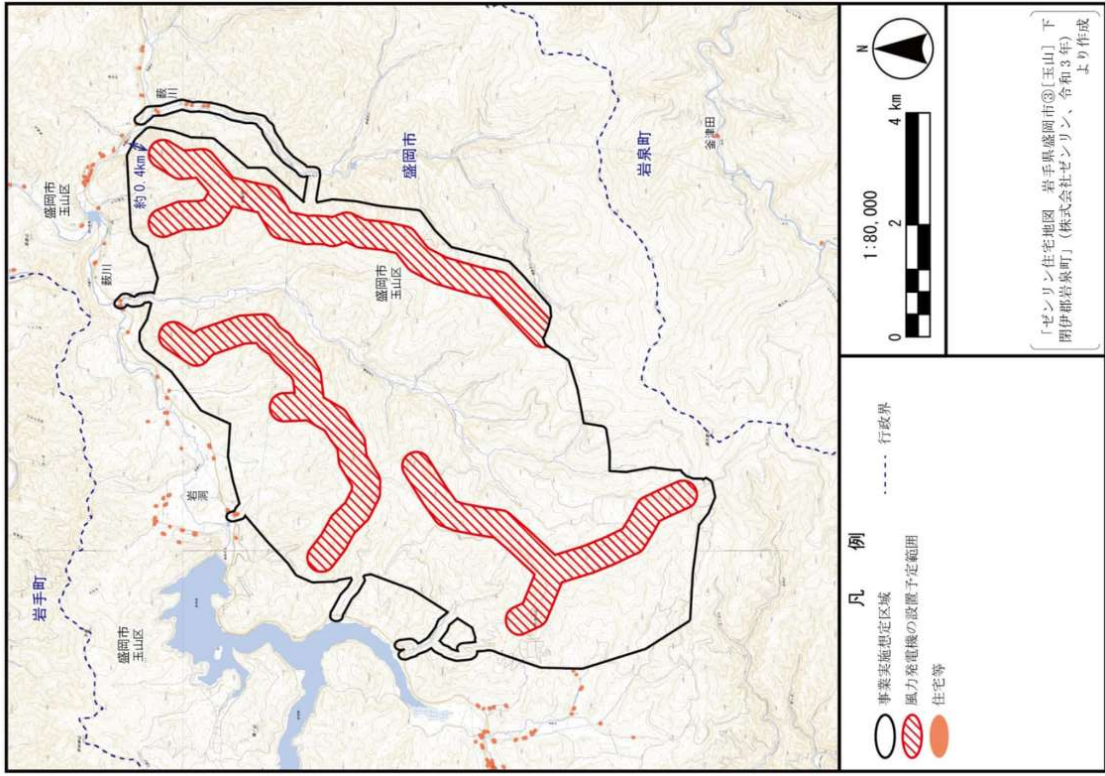 岩手町
盛岡市
玉山区
盛岡市
玉山区
薮川
薮川
約0.4km
岩洞
盛岡市
玉山区
盛岡市
岩泉町
釜津田
凡 例
事業実施想定区域
風力発電機の設置予定範囲
住宅等
行政界
N
1:80,000
0 2 4 km
「ゼンリン住宅地図 岩手県盛岡市③[玉山] 下
閉伊郡岩泉町」(株式会社ゼンリン、令和3年)
より作成